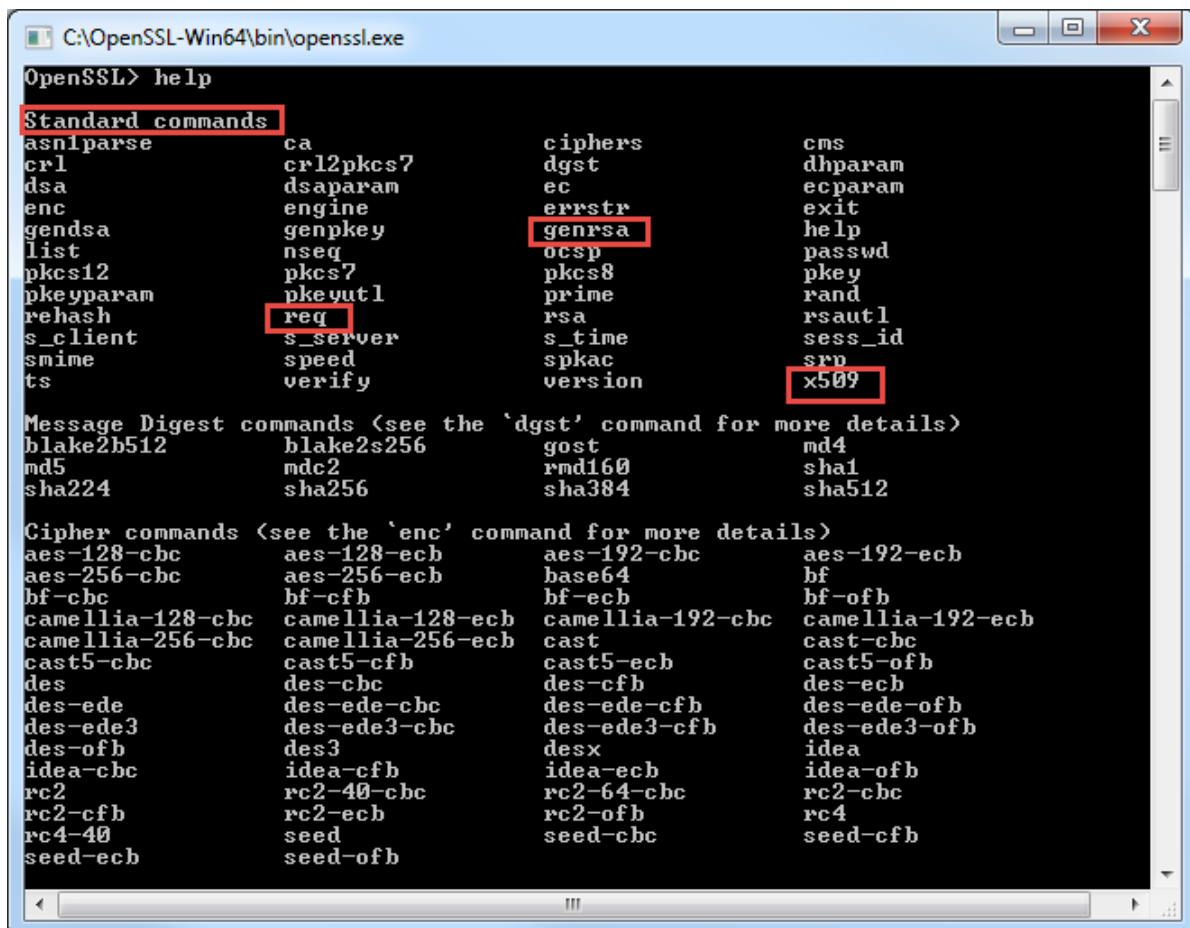 C:\OpenSSL-Win64\bin\openssl.exe
OpenSSL> help
Standard commands
asn1parse ca ciphers cms
crl crl2pkcs7 dgst dhparam
dsa dsaparam ec ecparam
enc engine errstr exit
gendsa genpkey genrsa help
list nseq ocsp passwd
pkcs12 pkcs7 pkcs8 pkey
pkeyparam pkeyutl prime rand
rehash req rsa rsautl
s_client s_server s_time sess_id
smime speed spkac srp
ts verify version x509
Message Digest commands (see the `dgst' command for more details)
blake2b512 blake2s256 gost md4
md5 mdc2 rmd160 sha1
sha224 sha256 sha384 sha512
Cipher commands (see the `enc' command for more details)
aes-128-cbc aes-128-ecb aes-192-cbc aes-192-ecb
aes-256-cbc aes-256-ecb base64 bf
bf-cbc bf-cfb bf-ecb bf-ofb
camellia-128-cbc camellia-128-ecb camellia-192-cbc camellia-192-ecb
camellia-256-cbc camellia-256-ecb cast cast-cbc
cast5-cbc cast5-cfb cast5-ecb cast5-ofb
des des-cbc des-cfb des-ecb
des-ede des-ede-cbc des-ede-cfb des-ede-ofb
des-ede3 des-ede3-cbc des-ede3-cfb des-ede3-ofb
des-ofb des3 desx idea
idea-cbc idea-cfb idea-ecb idea-ofb
rc2 rc2-40-cbc rc2-64-cbc rc2-cbc
rc2-cfb rc2-ecb rc2-ofb rc4
rc4-40 seed seed-cbc seed-cfb
seed-ecb seed-ofb